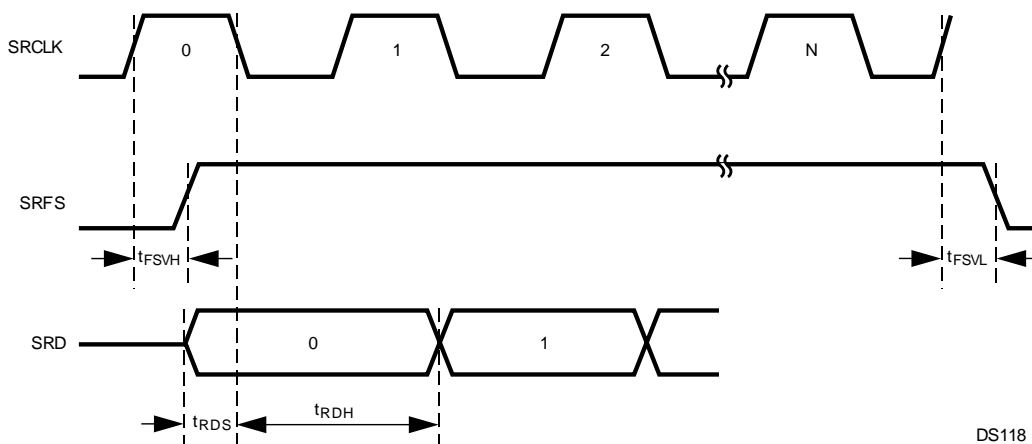 SRCLK
0
1
2
N
SRFS
tFSVH
tFSVL
SRD
0
1
tRDS
tRDH
DS118